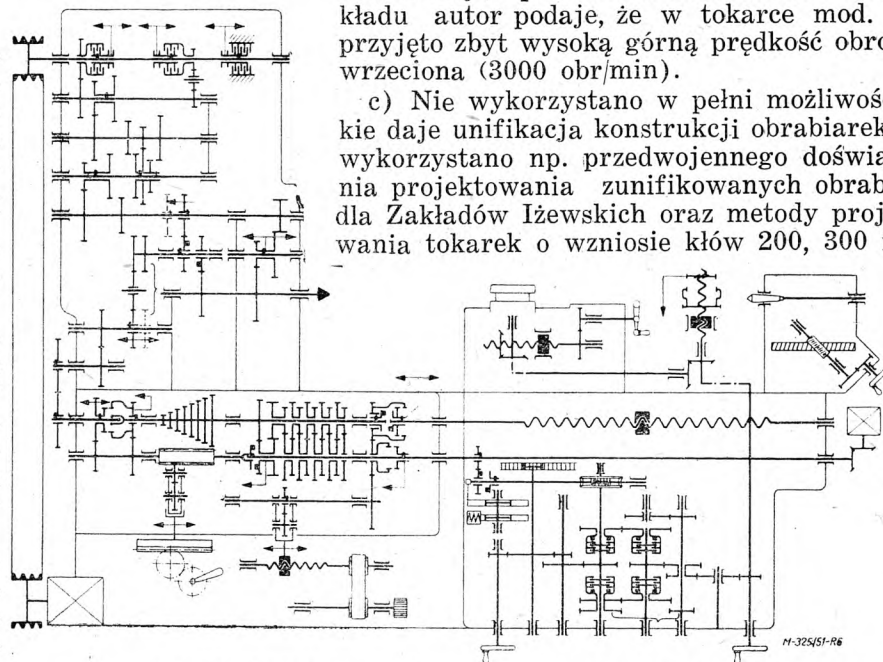 kładu autor podaje, że w tokarce mod.
przyjęto zbyt wysoką górną prędkość obro
wrzeciona (3000 obr/min).
c) Nie wykorzystano w pełni możliwoś
kie daje unifikacja konstrukcji obrabiarek
wykorzystano np. przedwojennego doświa
nia projektowania zunifikowanych obrab
dla Zakładów Iżewskich oraz metody proj
wania tokarek o wzniosie kłów 200, 300
M-325/51-R6